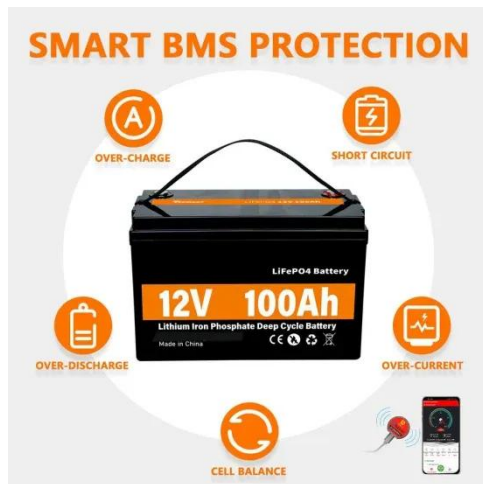 SMART BMS PROTECTION
OVER-CHARGE
SHORT CIRCUIT
LiFePO4 Battery
12V 100Ah
Lithium Iron Phosphate Deep Cycle Battery
Made in China
CE
OVER-DISCHARGE
OVER-CURRENT
CELL BALANCE